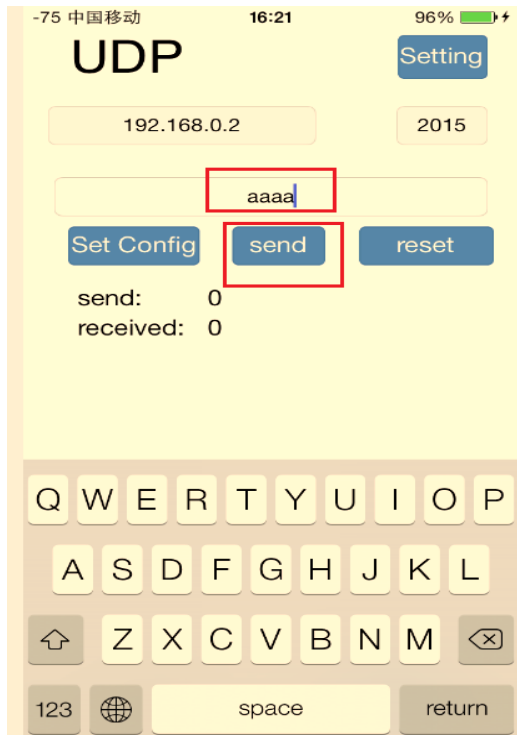 -75 中国移动 16:21 96%
UDP Setting
192.168.0.2 2015
aaaa
Set Config send reset
send: 0
received: 0
Q W E R T Y U I O P
A S D F G H J K L
Z X C V B N M
123 space return